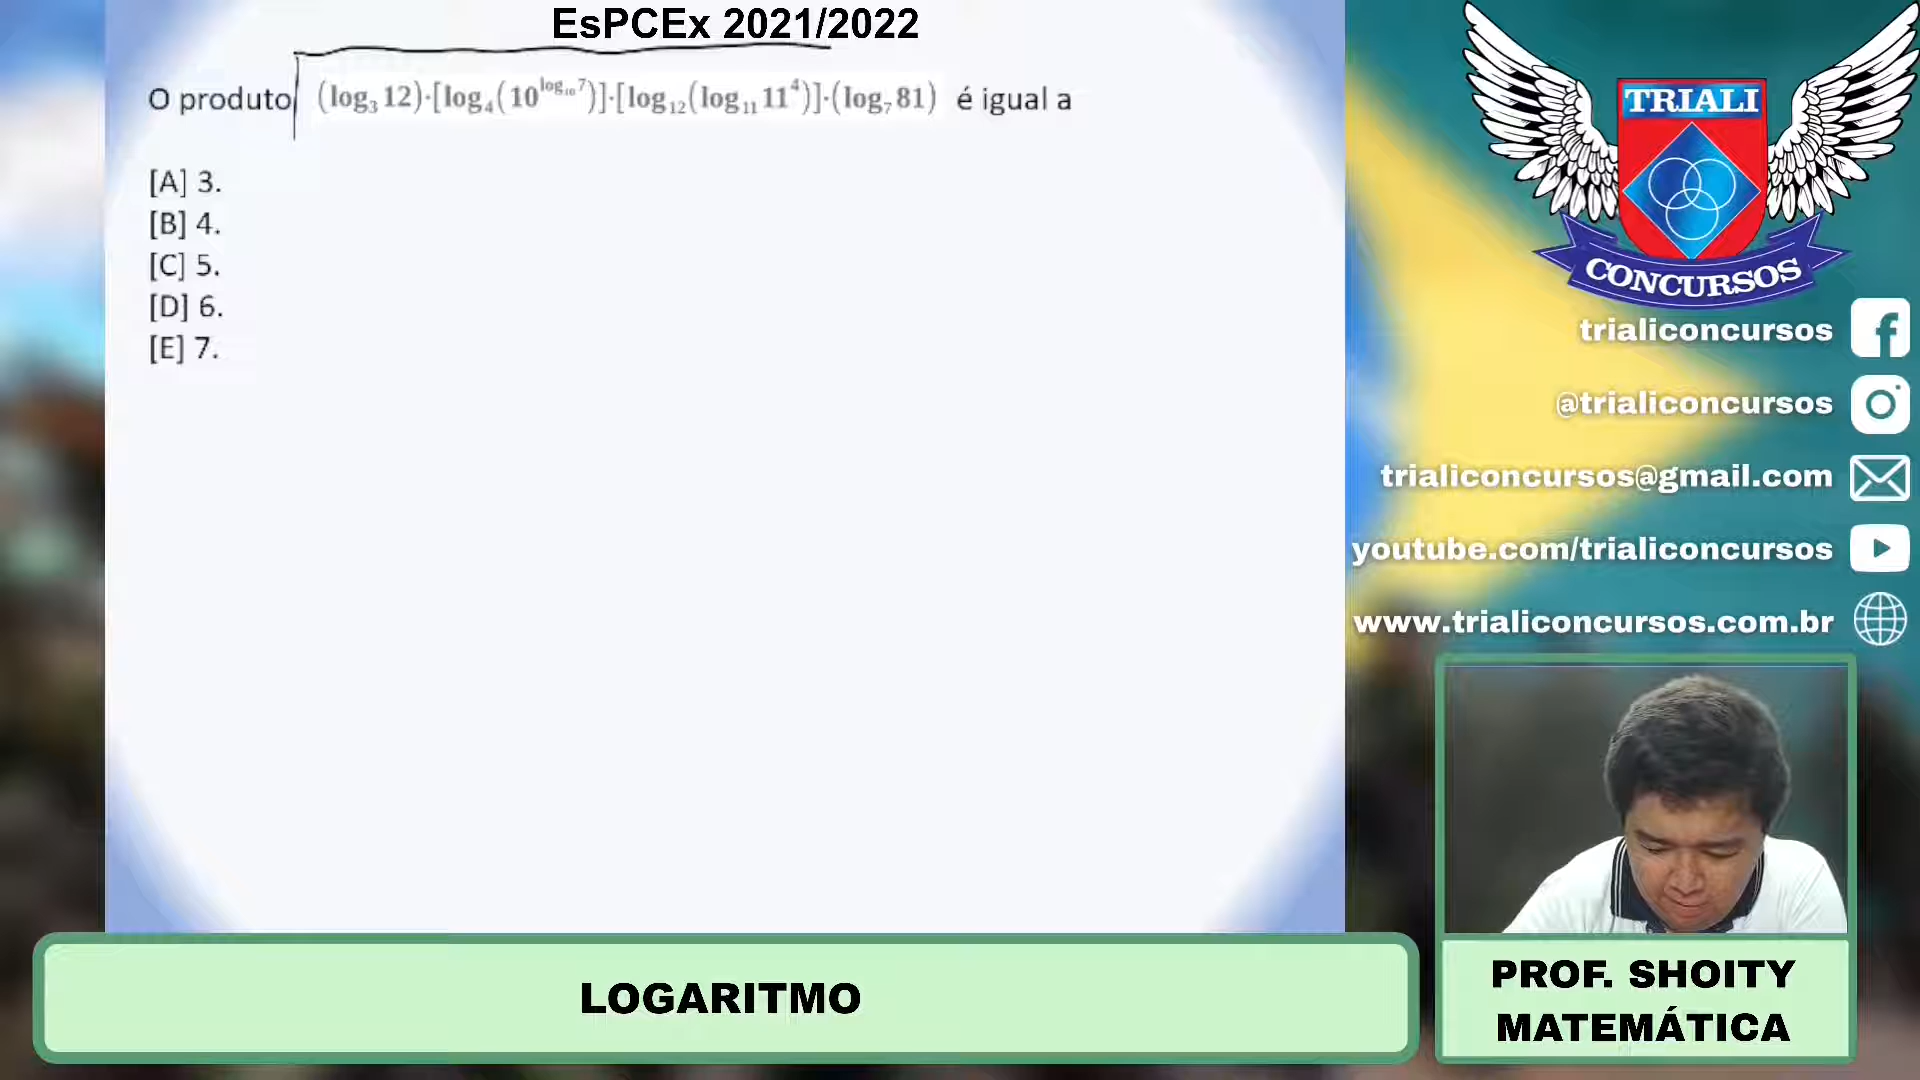 EsPCEx 2021/2022
O produto (log₃ 12)·[log₄(10^log₁₀ 7)]·[log₁₂(log₁₁ 11⁴)]·(log₇ 81) é igual a
[A] 3.
[B] 4.
[C] 5.
[D] 6.
[E] 7.
TRIALI
CONCURSOS
trialiconcursos
@trialiconcursos
trialiconcursos@gmail.com
youtube.com/trialiconcursos
www.trialiconcursos.com.br
LOGARITMO
PROF. SHOITY
MATEMÁTICA